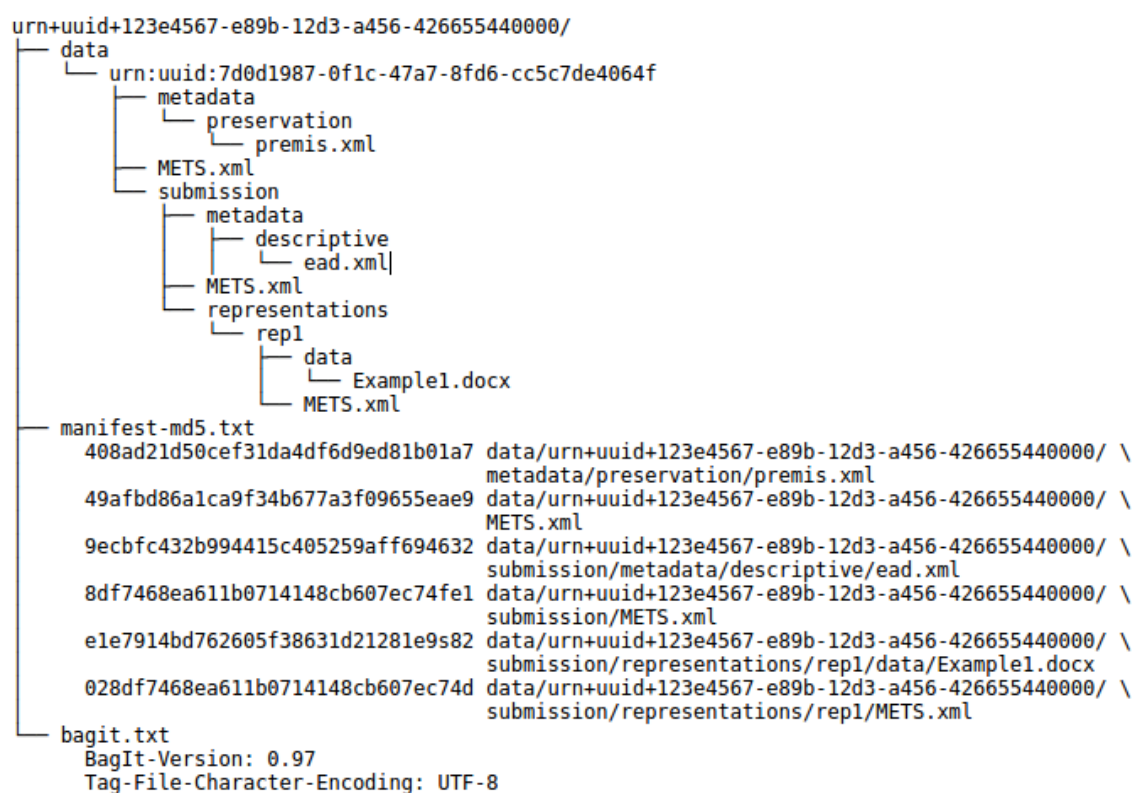 urn+uuid+123e4567-e89b-12d3-a456-426655440000/
├── data
│   └── urn:uuid:7d0d1987-0f1c-47a7-8fd6-cc5c7de4064f
│       ├── metadata
│       │   └── preservation
│       │       └── premis.xml
│       ├── METS.xml
│       └── submission
│           ├── metadata
│           │   ├── descriptive
│           │   │   └── ead.xml
│           ├── METS.xml
│           └── representations
│               └── rep1
│                   ├── data
│                   │   └── Example1.docx
│                   └── METS.xml
├── manifest-md5.txt
│     408ad21d50cef31da4df6d9ed81b01a7 data/urn+uuid+123e4567-e89b-12d3-a456-426655440000/ \
│                                      metadata/preservation/premis.xml
│     49afbd86a1ca9f34b677a3f09655eae9 data/urn+uuid+123e4567-e89b-12d3-a456-426655440000/ \
│                                      METS.xml
│     9ecbfc432b994415c405259aff694632 data/urn+uuid+123e4567-e89b-12d3-a456-426655440000/ \
│                                      submission/metadata/descriptive/ead.xml
│     8df7468ea611b0714148cb607ec74fe1 data/urn+uuid+123e4567-e89b-12d3-a456-426655440000/ \
│                                      submission/METS.xml
│     e1e7914bd762605f38631d21281e9s82 data/urn+uuid+123e4567-e89b-12d3-a456-426655440000/ \
│                                      submission/representations/rep1/data/Example1.docx
│     028df7468ea611b0714148cb607ec74d data/urn+uuid+123e4567-e89b-12d3-a456-426655440000/ \
│                                      submission/representations/rep1/METS.xml
└── bagit.txt
      BagIt-Version: 0.97
      Tag-File-Character-Encoding: UTF-8